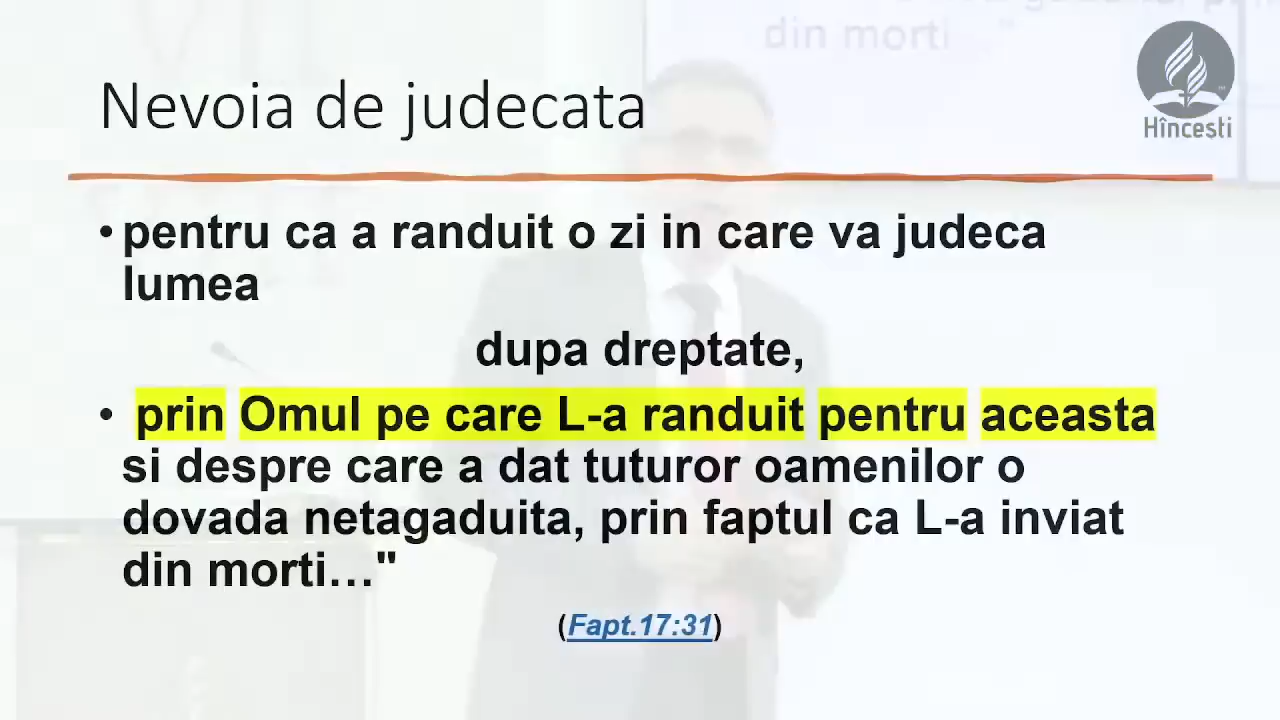 din morti "
Hîncești
Nevoia de judecata
• pentru ca a randuit o zi in care va judeca
lumea
dupa dreptate,
• prin Omul pe care L-a randuit pentru aceasta
si despre care a dat tuturor oamenilor o
dovada netagaduita, prin faptul ca L-a inviat
din morti…"
(Fapt.17:31)